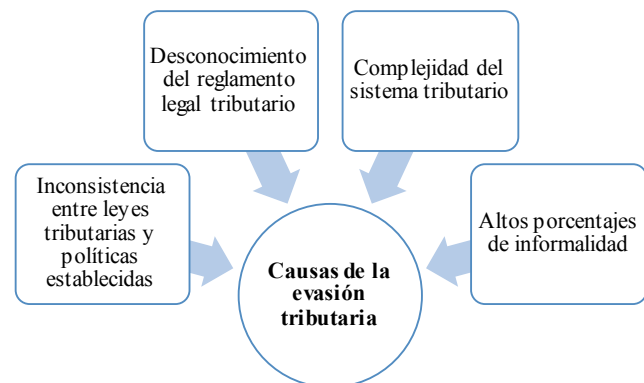 Desconocimiento
del reglamento
legal tributario
Complejidad del
sistema tributario
Inconsistencia
entre leyes
tributarias y
políticas
establecidas
Altos porcentajes
de informalidad
Causas de la
evasión
tributaria